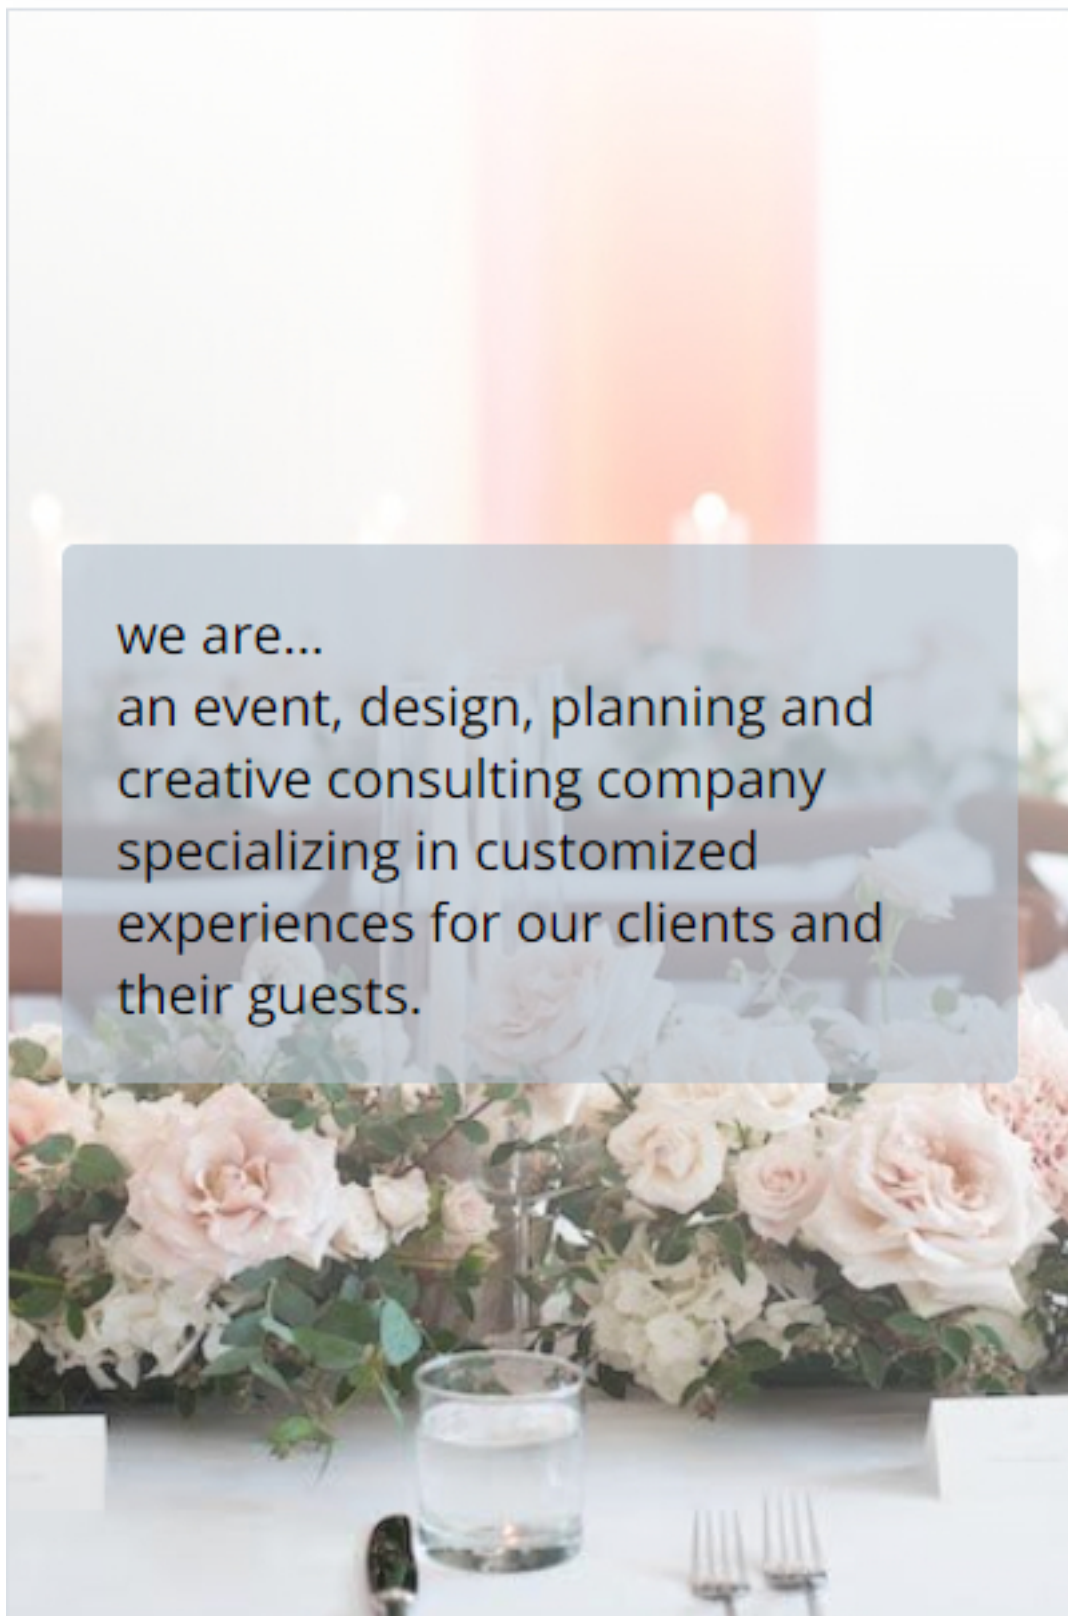 we are...
an event, design, planning and
creative consulting company
specializing in customized
experiences for our clients and
their guests.